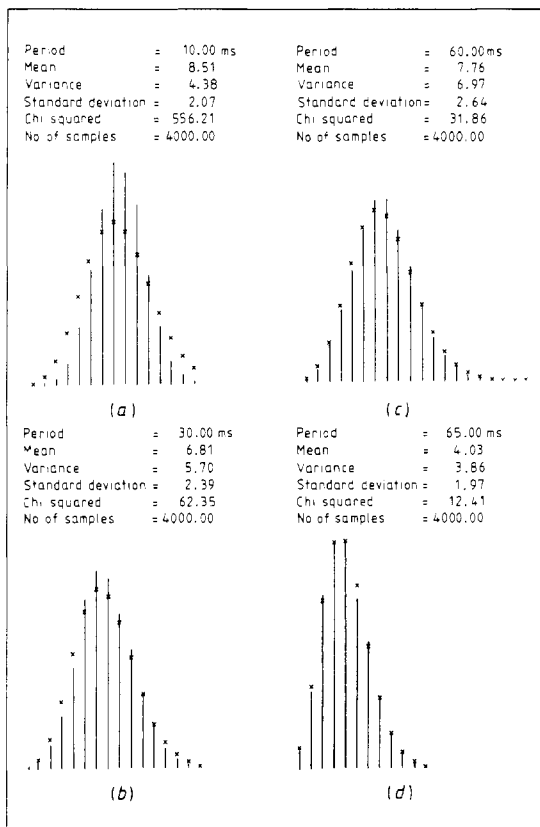 Period = 10.00 ms
Mean = 8.51
Variance = 4.38
Standard deviation = 2.07
Chi squared = 556.21
No of samples = 4000.00
(a)
Period = 60.00ms
Mean = 7.76
Variance = 6.97
Standard deviation = 2.64
Chi squared = 31.86
No of samples = 4000.00
(c)
Period = 30.00 ms
Mean = 6.81
Variance = 5.70
Standard deviation = 2.39
Chi squared = 62.35
No of samples = 4000.00
(b)
Period = 65.00 ms
Mean = 4.03
Variance = 3.86
Standard deviation = 1.97
Chi squared = 12.41
No of samples = 4000.00
(d)